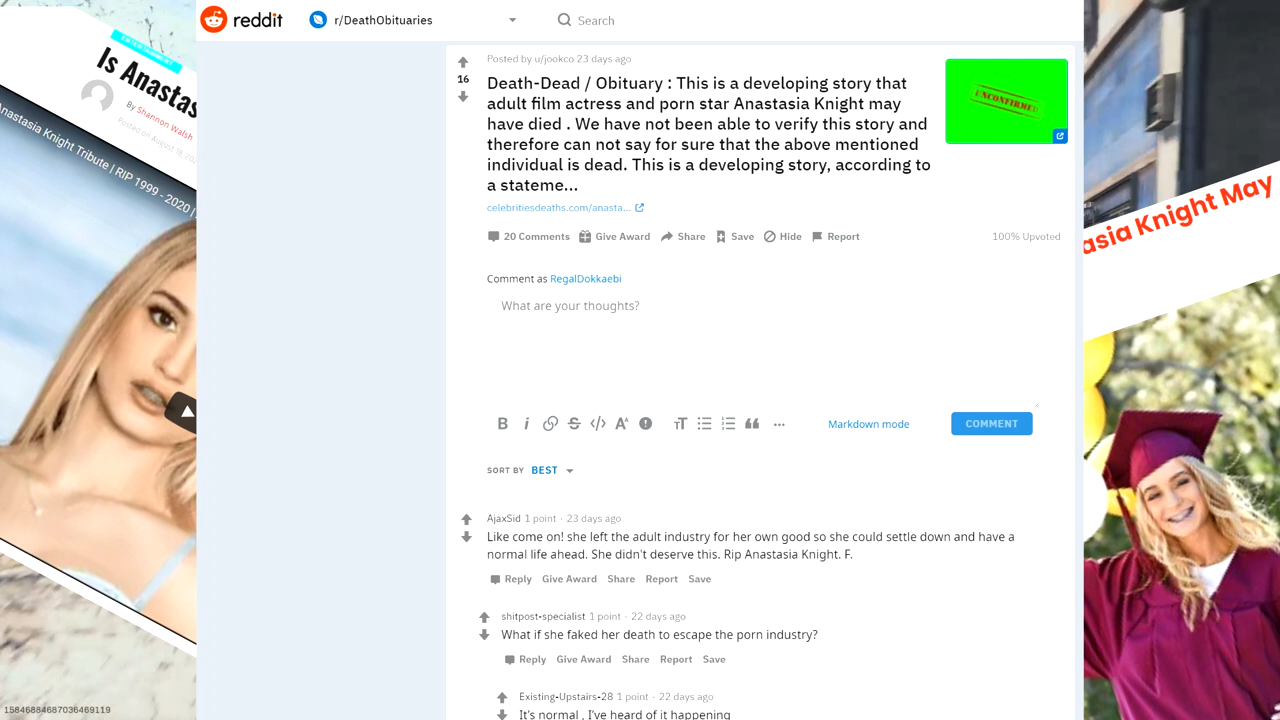 reddit
r/DeathObituaries
Search
Is Anastas
By Shannon Walsh
Posted on August 18, 202
Anastasia Knight Tribute | RIP 1999 - 2020 |
15846884687036469119
Posted by u/jookco 23 days ago
16
Death-Dead / Obituary : This is a developing story that
adult film actress and porn star Anastasia Knight may
have died . We have not been able to verify this story and
therefore can not say for sure that the above mentioned
individual is dead. This is a developing story, according to
a stateme...
UNCONFIRMED
celebritiesdeaths.com/anasta...
20 Comments Give Award Share Save Hide Report 100% Upvoted
asia Knight May
Comment as RegalDokkaebi
What are your thoughts?
Markdown mode COMMENT
SORT BY BEST
AjaxSid 1 point · 23 days ago
Like come on! she left the adult industry for her own good so she could settle down and have a
normal life ahead. She didn't deserve this. Rip Anastasia Knight. F.
Reply Give Award Share Report Save
shitpost-specialist 1 point · 22 days ago
What if she faked her death to escape the porn industry?
Reply Give Award Share Report Save
Existing-Upstairs-28 1 point · 22 days ago
It's normal , I've heard of it happening